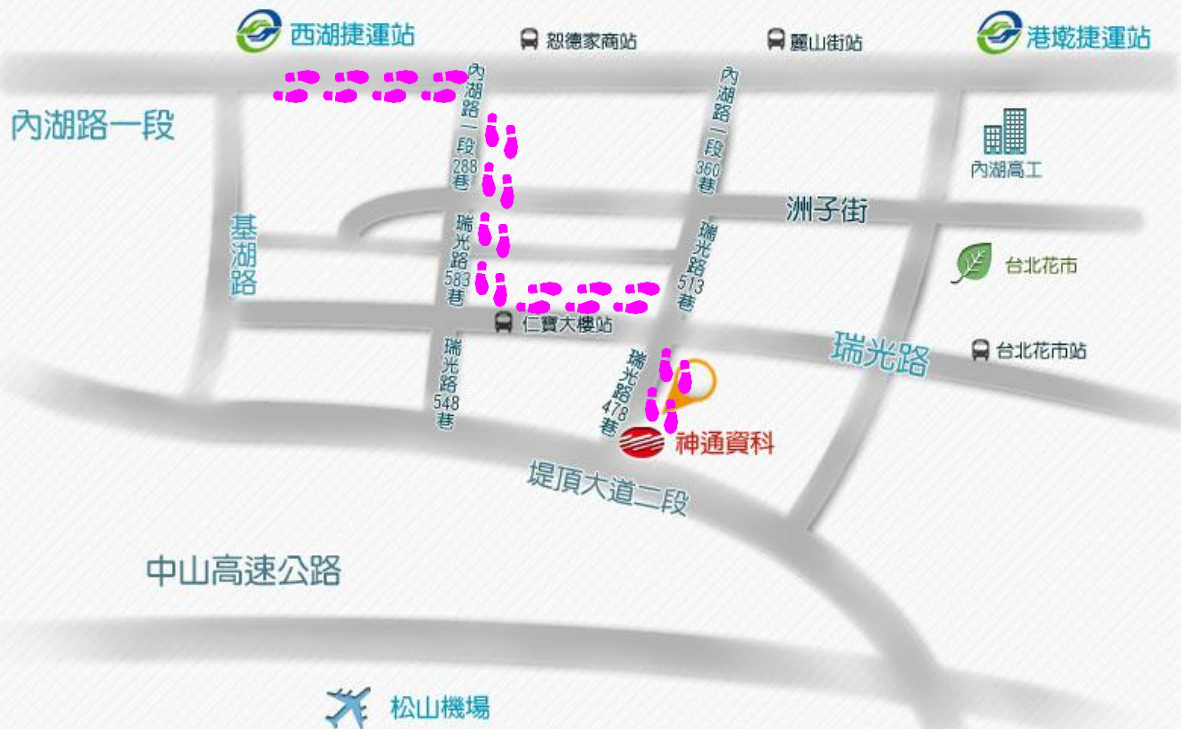 西湖捷運站
恕德家商站
麗山街站
港墘捷運站
內湖路一段
內湖路一段288巷
內湖路一段360巷
內湖高工
洲子街
基湖路
瑞光路583巷
瑞光路513巷
台北花市
仁寶大樓站
瑞光路
台北花市站
瑞光路548巷
瑞光路478巷
神通資科
堤頂大道二段
中山高速公路
松山機場